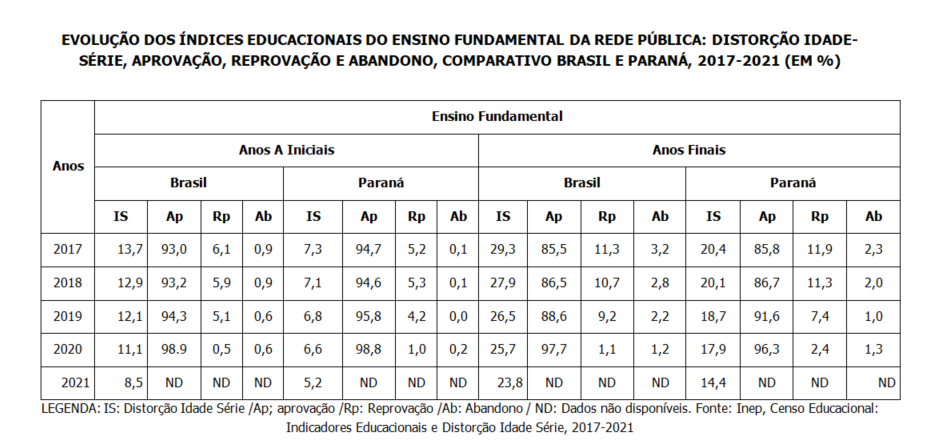 EVOLUÇÃO DOS ÍNDICES EDUCACIONAIS DO ENSINO FUNDAMENTAL DA REDE PÚBLICA: DISTORÇÃO IDADE-
SÉRIE, APROVAÇÃO, REPROVAÇÃO E ABANDONO, COMPARATIVO BRASIL E PARANÁ, 2017-2021 (EM %)
Anos
Ensino Fundamental
Anos A Iniciais Anos Finais
Brasil Paraná Brasil Paraná
IS Ap Rp Ab IS Ap Rp Ab IS Ap Rp Ab IS Ap Rp Ab
2017 13,7 93,0 6,1 0,9 7,3 94,7 5,2 0,1 29,3 85,5 11,3 3,2 20,4 85,8 11,9 2,3
2018 12,9 93,2 5,9 0,9 7,1 94,6 5,3 0,1 27,9 86,5 10,7 2,8 20,1 86,7 11,3 2,0
2019 12,1 94,3 5,1 0,6 6,8 95,8 4,2 0,0 26,5 88,6 9,2 2,2 18,7 91,6 7,4 1,0
2020 11,1 98.9 0,5 0,6 6,6 98,8 1,0 0,2 25,7 97,7 1,1 1,2 17,9 96,3 2,4 1,3
2021 8,5 ND ND ND 5,2 ND ND ND 23,8 ND ND ND 14,4 ND ND ND
LEGENDA: IS: Distorção Idade Série /Ap; aprovação /Rp: Reprovação /Ab: Abandono / ND: Dados não disponíveis. Fonte: Inep, Censo Educacional:
Indicadores Educacionais e Distorção Idade Série, 2017-2021